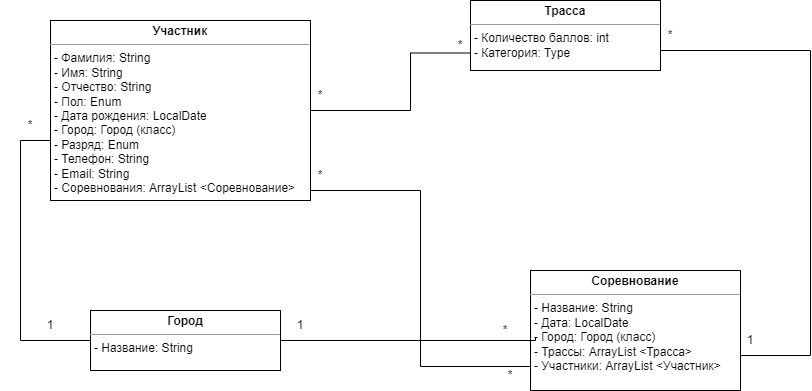 Участник
- Фамилия: String
- Имя: String
- Отчество: String
- Пол: Enum
- Дата рождения: LocalDate
- Город: Город (класс)
- Разряд: Enum
- Телефон: String
- Email: String
- Соревнования: ArrayList <Соревнование>
Трасса
- Количество баллов: int
- Категория: Type
*
*
*
*
*
Город
- Название: String
1
1
*
*
1
Соревнование
- Название: String
- Дата: LocalDate
- Город: Город (класс)
- Трассы: ArrayList <Трасса>
- Участники: ArrayList <Участник>